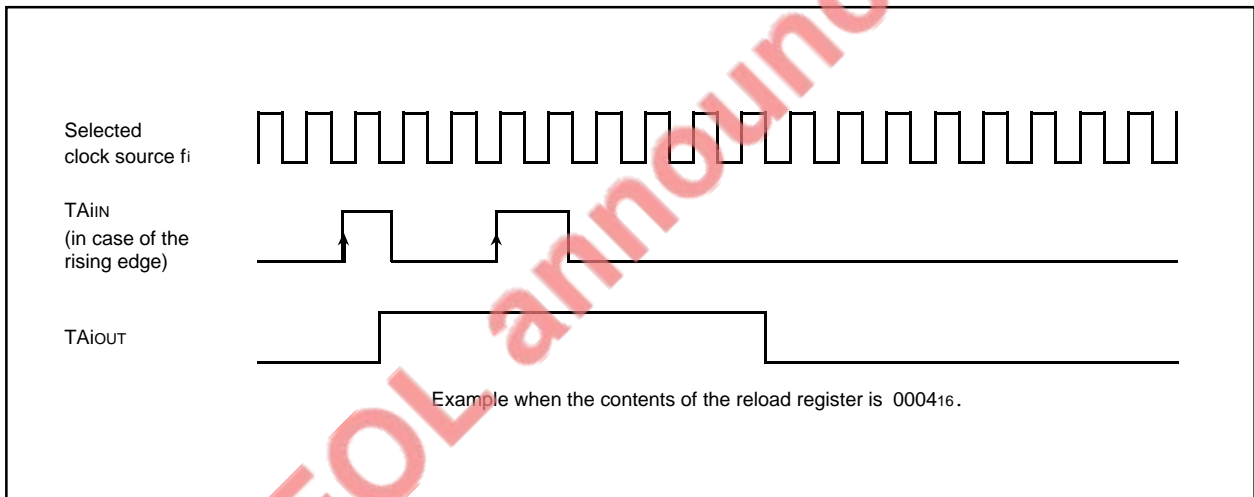 Selected
clock source fi
TAiIN
(in case of the
rising edge)
TAiOUT
Example when the contents of the reload register is 000416.
EOL announ